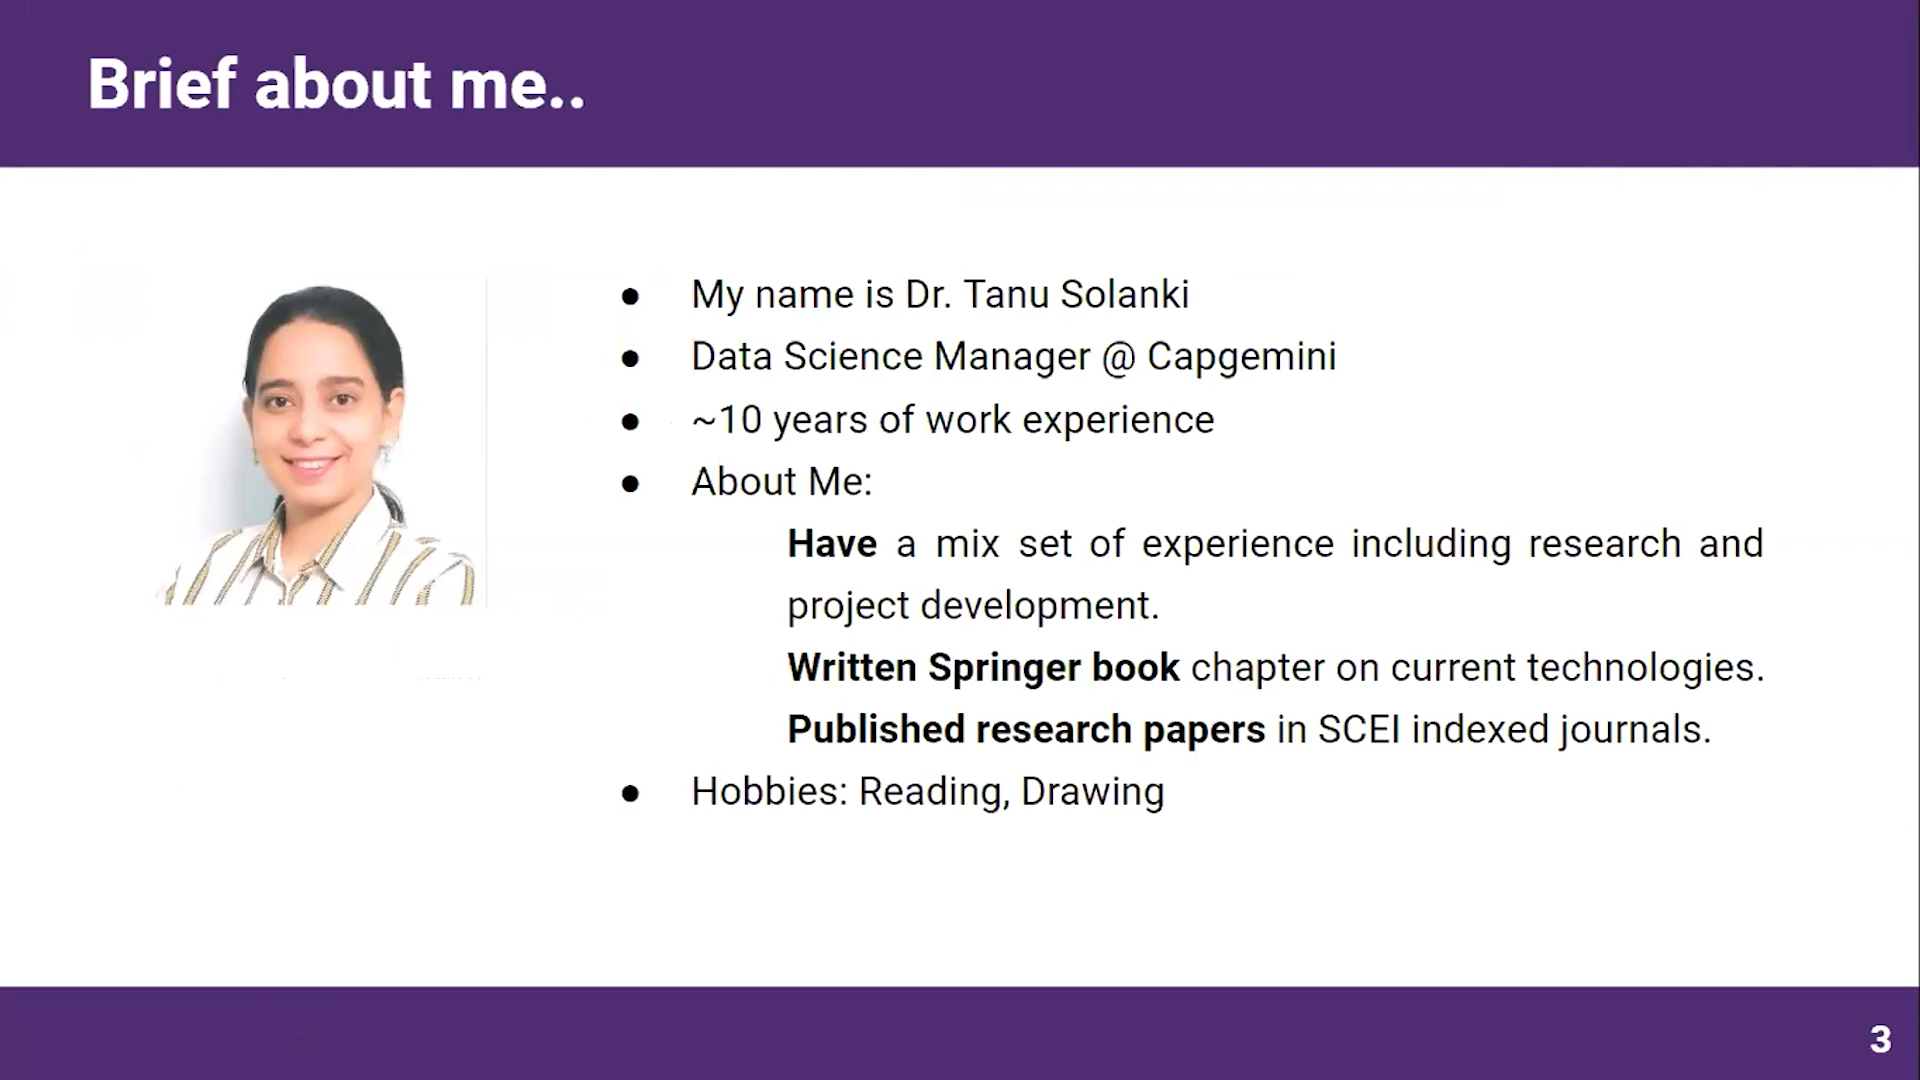 Brief about me..
● My name is Dr. Tanu Solanki
● Data Science Manager @ Capgemini
● ~10 years of work experience
● About Me:
Have a mix set of experience including research and
project development.
Written Springer book chapter on current technologies.
Published research papers in SCEI indexed journals.
● Hobbies: Reading, Drawing
3